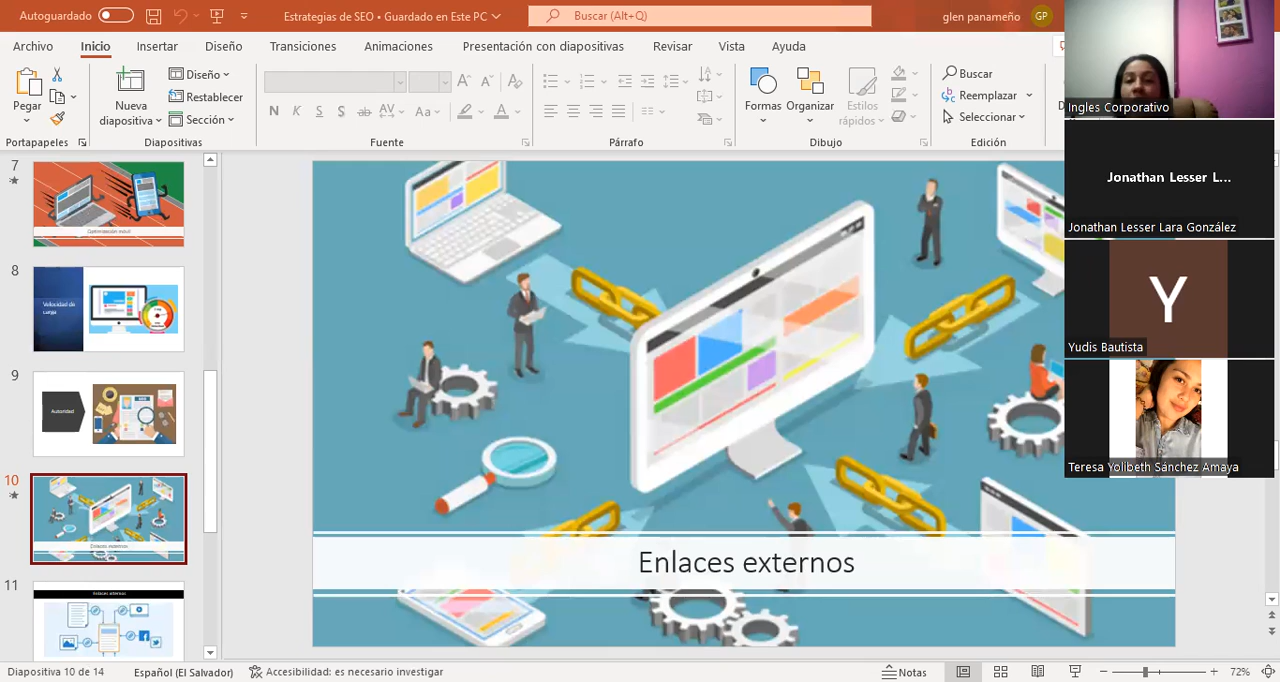 Autoguardado
Estrategias de SEO • Guardado en Este PC
Buscar (Alt+Q)
glen panameño
GP
Archivo
Inicio
Insertar
Diseño
Transiciones
Animaciones
Presentación con diapositivas
Revisar
Vista
Ayuda
Pegar
Nueva
diapositiva
Diseño
Restablecer
Sección
N K S S ab AV Aa A
Formas
Organizar
Estilos
rápidos
Buscar
Reemplazar
Seleccionar
Portapapeles
Diapositivas
Fuente
Párrafo
Dibujo
Edición
Ingles Corporativo
Jonathan Lesser L...
Jonathan Lesser Lara González
Y
Yudis Bautista
Teresa Yolibeth Sánchez Amaya
7
Optimización móvil
8
Velocidad de
carga
9
Autoridad
10
Enlaces externos
11
Enlaces internos
Enlaces externos
Diapositiva 10 de 14
Español (El Salvador)
Accesibilidad: es necesario investigar
Notas
72%